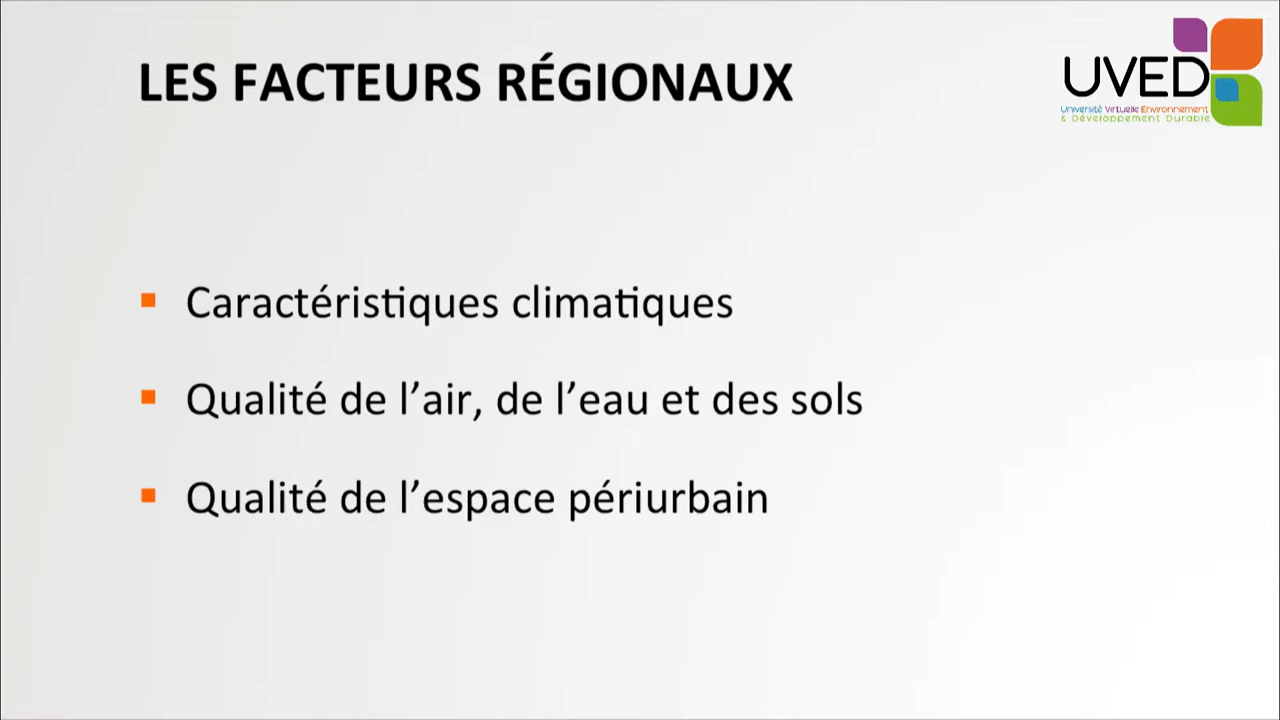 LES FACTEURS RÉGIONAUX
UVED
Université Virtuelle Environnement
& Développement Durable
Caractéristiques climatiques
Qualité de l’air, de l’eau et des sols
Qualité de l’espace périurbain